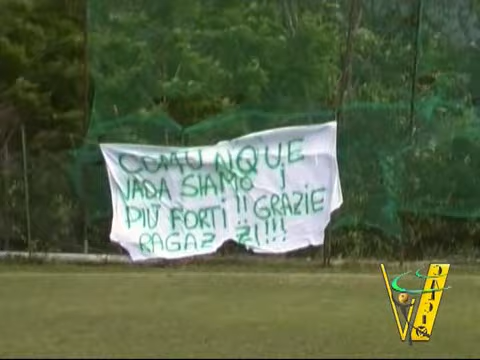 COMUNQUE
VADA SIAMO I
PIÙ FORTI !! GRAZIE
RAGAZZI!!!